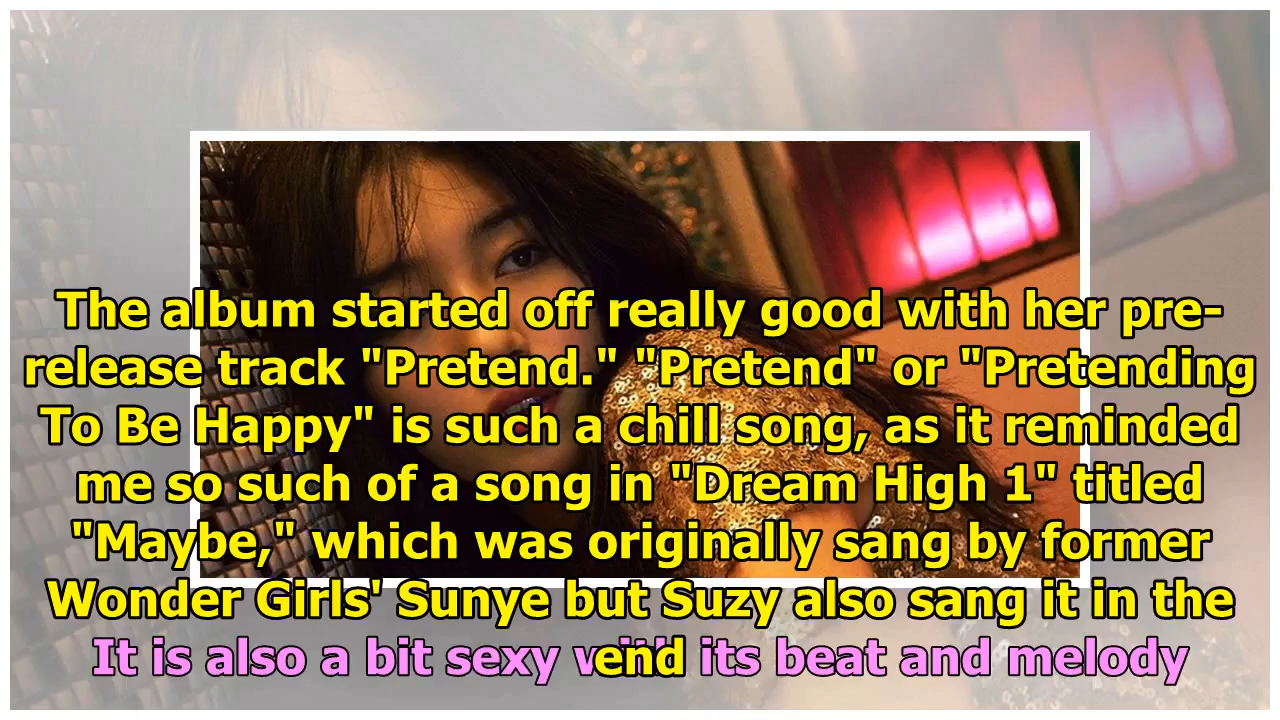 The album started off really good with her pre-
release track "Pretend." "Pretend" or "Pretending
To Be Happy" is such a chill song, as it reminded
me so such of a song in "Dream High 1" titled
"Maybe," which was originally sang by former
Wonder Girls' Sunye but Suzy also sang it in the
end
It is also a bit sexy with its beat and melody